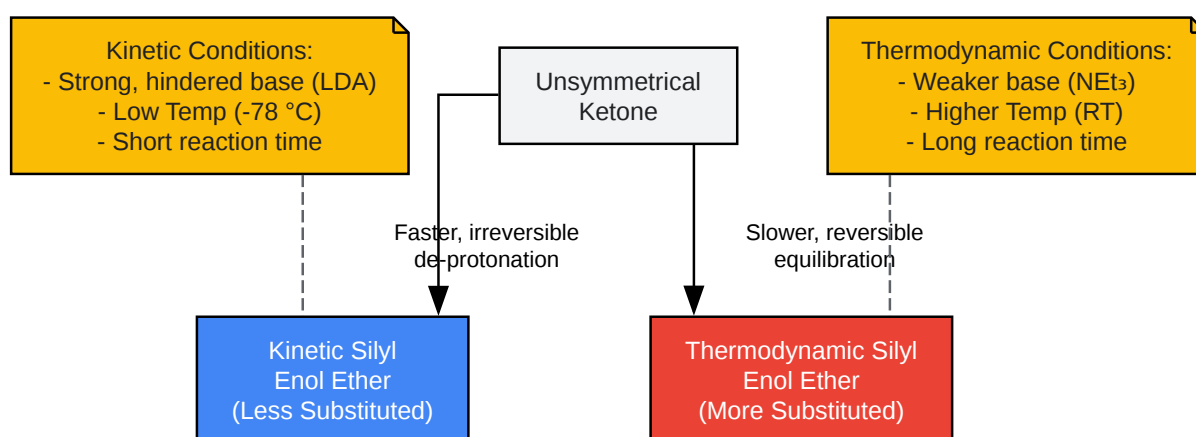 Kinetic Conditions:
- Strong, hindered base (LDA)
- Low Temp (-78 °C)
- Short reaction time
Unsymmetrical
Ketone
Thermodynamic Conditions:
- Weaker base (NEt₃)
- Higher Temp (RT)
- Long reaction time
Faster, irreversible
de-protonation
Slower, reversible
equilibration
Kinetic Silyl
Enol Ether
(Less Substituted)
Thermodynamic Silyl
Enol Ether
(More Substituted)